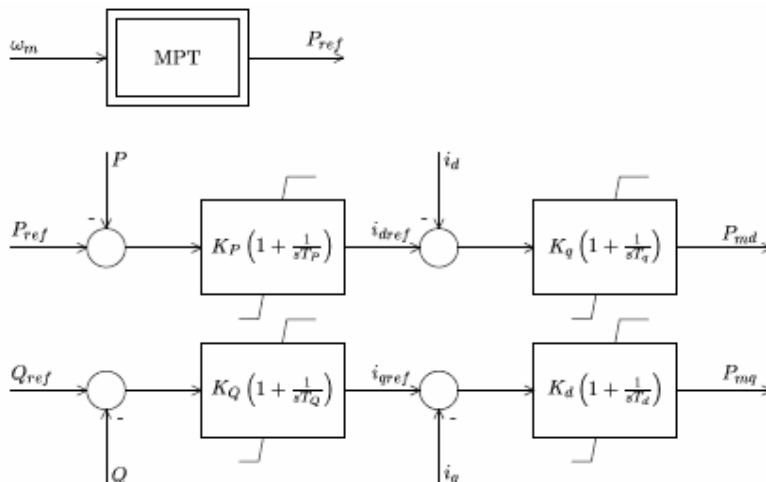 ω_m MPT P_ref
P i_d
- -
P_ref K_P (1 + 1/(sT_P)) i_dref K_q (1 + 1/(sT_q)) P_md
Q_ref K_Q (1 + 1/(sT_Q)) i_qref K_d (1 + 1/(sT_d)) P_mq
- -
Q i_q